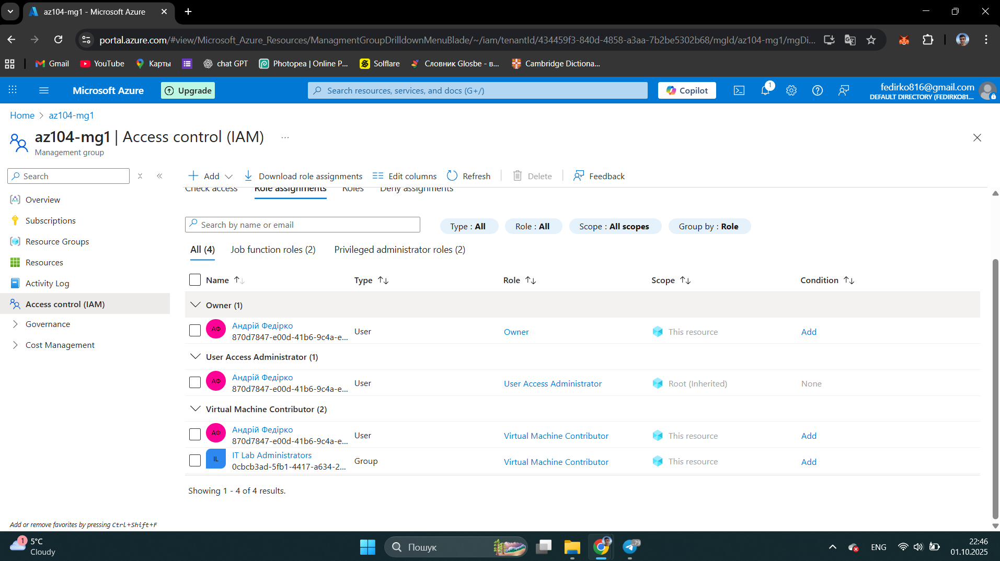 az104-mg1 - Microsoft Azure
portal.azure.com/#view/Microsoft_Azure_Resources/ManagmentGroupDrilldownMenuBlade/~/iam/tenantId/434459f3-840d-4858-a3aa-7b2be5302b68/mgId/az104-mg1/mgDi...
Gmail
YouTube
Карты
chat GPT
Photopea | Online P...
Solflare
Словник Glosbe - в...
Cambridge Dictiona...
Microsoft Azure
Upgrade
Search resources, services, and docs (G+/)
Copilot
1
fedirko816@gmail.com
DEFAULT DIRECTORY (FEDIRKO81...
Home > az104-mg1
az104-mg1 | Access control (IAM) ...
Management group
Search
Add
Download role assignments
Edit columns
Refresh
Delete
Feedback
Overview
Subscriptions
Resource Groups
Resources
Activity Log
Access control (IAM)
Governance
Cost Management
Check access
Role assignments
Roles
Deny assignments
Search by name or email
Type : All
Role : All
Scope : All scopes
Group by : Role
All (4)
Job function roles (2)
Privileged administrator roles (2)
Name
Type
Role
Scope
Condition
Owner (1)
АФ
Андрій Федірко
870d7847-e00d-41b6-9c4a-e...
User
Owner
This resource
Add
User Access Administrator (1)
АФ
Андрій Федірко
870d7847-e00d-41b6-9c4a-e...
User
User Access Administrator
Root (Inherited)
None
Virtual Machine Contributor (2)
АФ
Андрій Федірко
870d7847-e00d-41b6-9c4a-e...
User
Virtual Machine Contributor
This resource
Add
IL
IT Lab Administrators
0cbcb3ad-5fb1-4417-a634-2...
Group
Virtual Machine Contributor
This resource
Add
Showing 1 - 4 of 4 results.
Add or remove favorites by pressing Ctrl+Shift+F
1
5°C
Cloudy
Пошук
79
ENG
22:46
01.10.2025